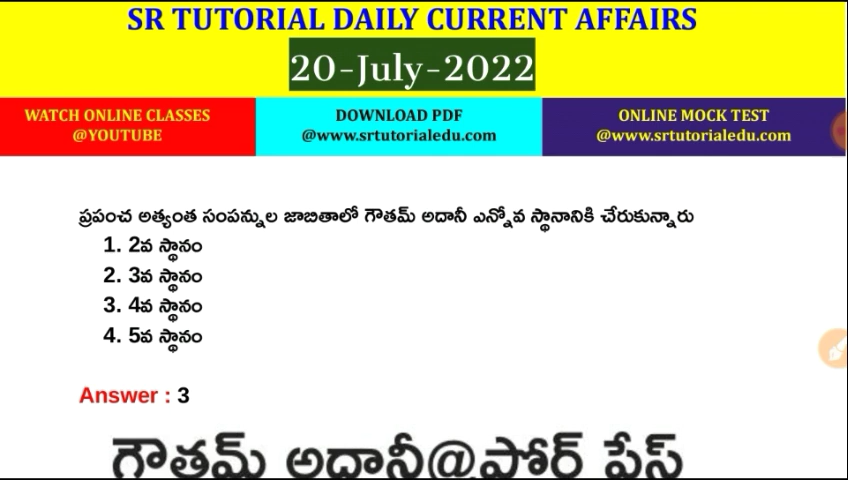 SR TUTORIAL DAILY CURRENT AFFAIRS
20-July-2022
WATCH ONLINE CLASSES
@YOUTUBE
DOWNLOAD PDF
@www.srtutorialedu.com
ONLINE MOCK TEST
@www.srtutorialedu.com
ప్రపంచ అత్యంత సంపన్నుల జాబితాలో గౌతమ్ అదానీ ఎన్నోవ స్థానానికి చేరుకున్నారు
1. 2వ స్థానం
2. 3వ స్థానం
3. 4వ స్థానం
4. 5వ స్థానం
Answer : 3
గౌతమ్ అదానీ@ఫోర్ ప్లేస్